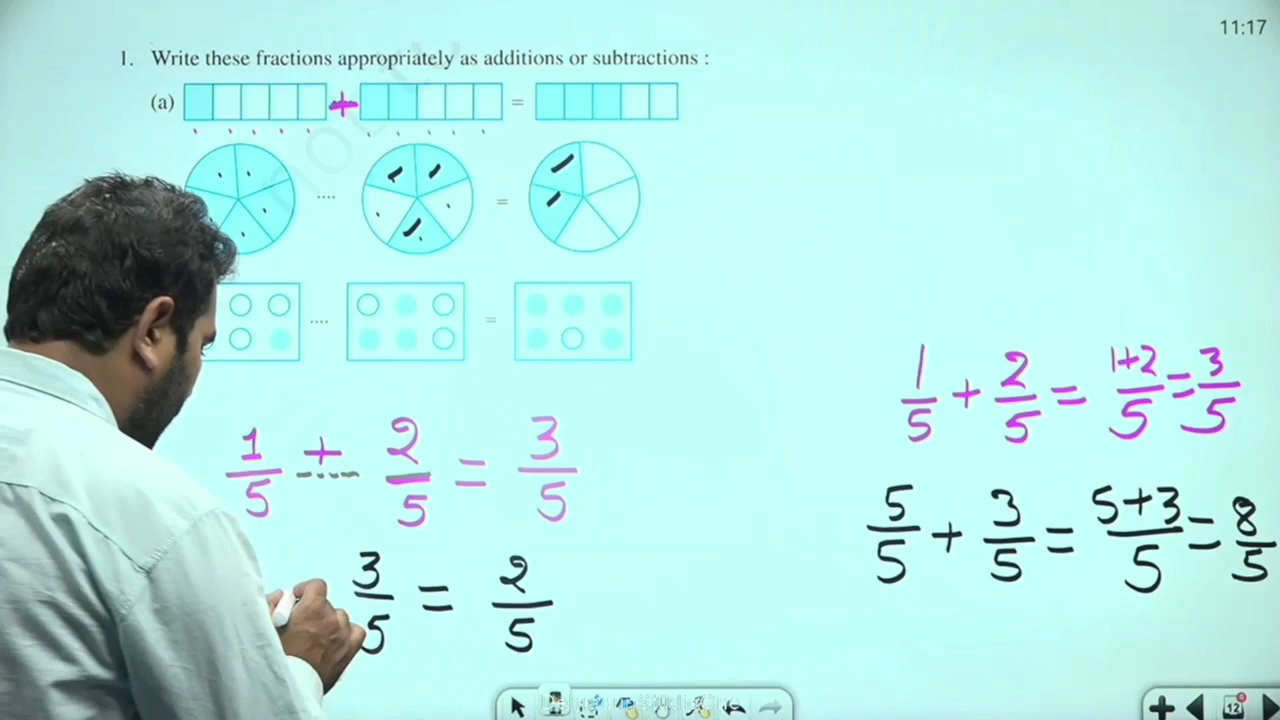 11:17
1. Write these fractions appropriately as additions or subtractions :
(a) + =
.... =
.... =
1/5 + 2/5 = 3/5
1/5 + 2/5 = 1+2/5 = 3/5
3/5 = 2/5
5/5 + 3/5 = 5+3/5 = 8/5
12